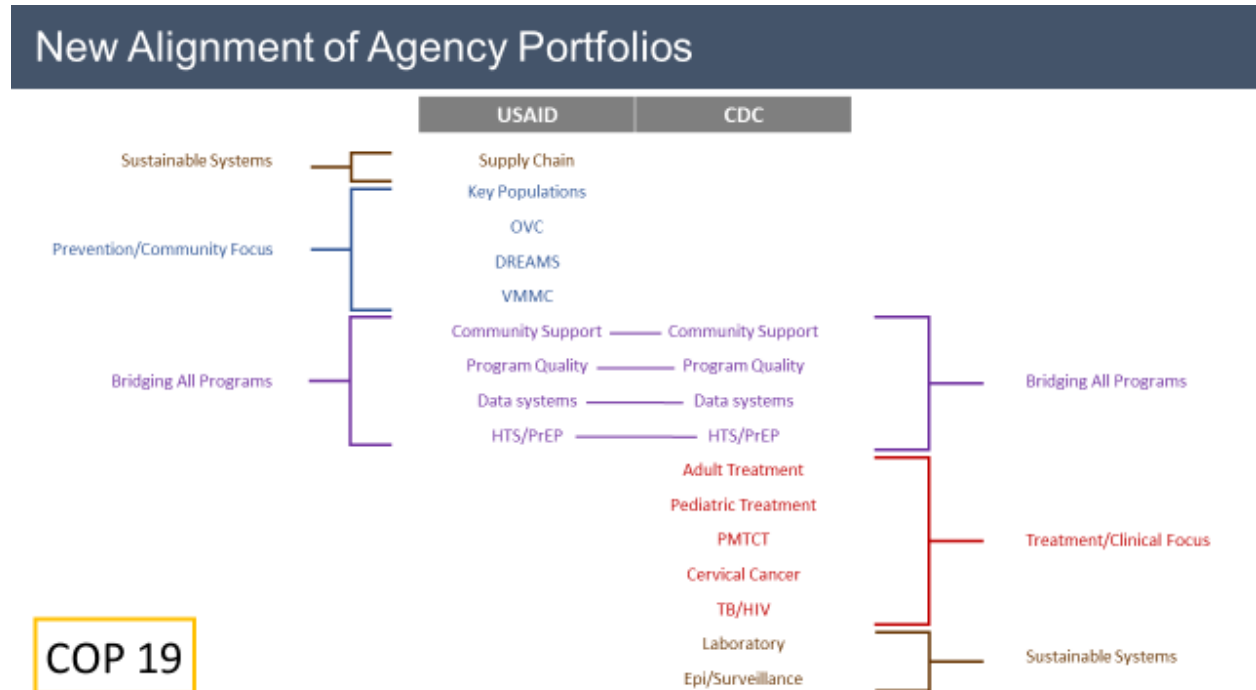 New Alignment of Agency Portfolios
USAID CDC
Sustainable Systems Supply Chain
Key Populations
OVC
Prevention/Community Focus
DREAMS
VMMC
Community Support Community Support
Program Quality Program Quality
Bridging All Programs Bridging All Programs
Data systems Data systems
HTS/PrEP HTS/PrEP
Adult Treatment
Pediatric Treatment
PMTCT Treatment/Clinical Focus
Cervical Cancer
TB/HIV
Laboratory
COP 19 Sustainable Systems
Epi/Surveillance